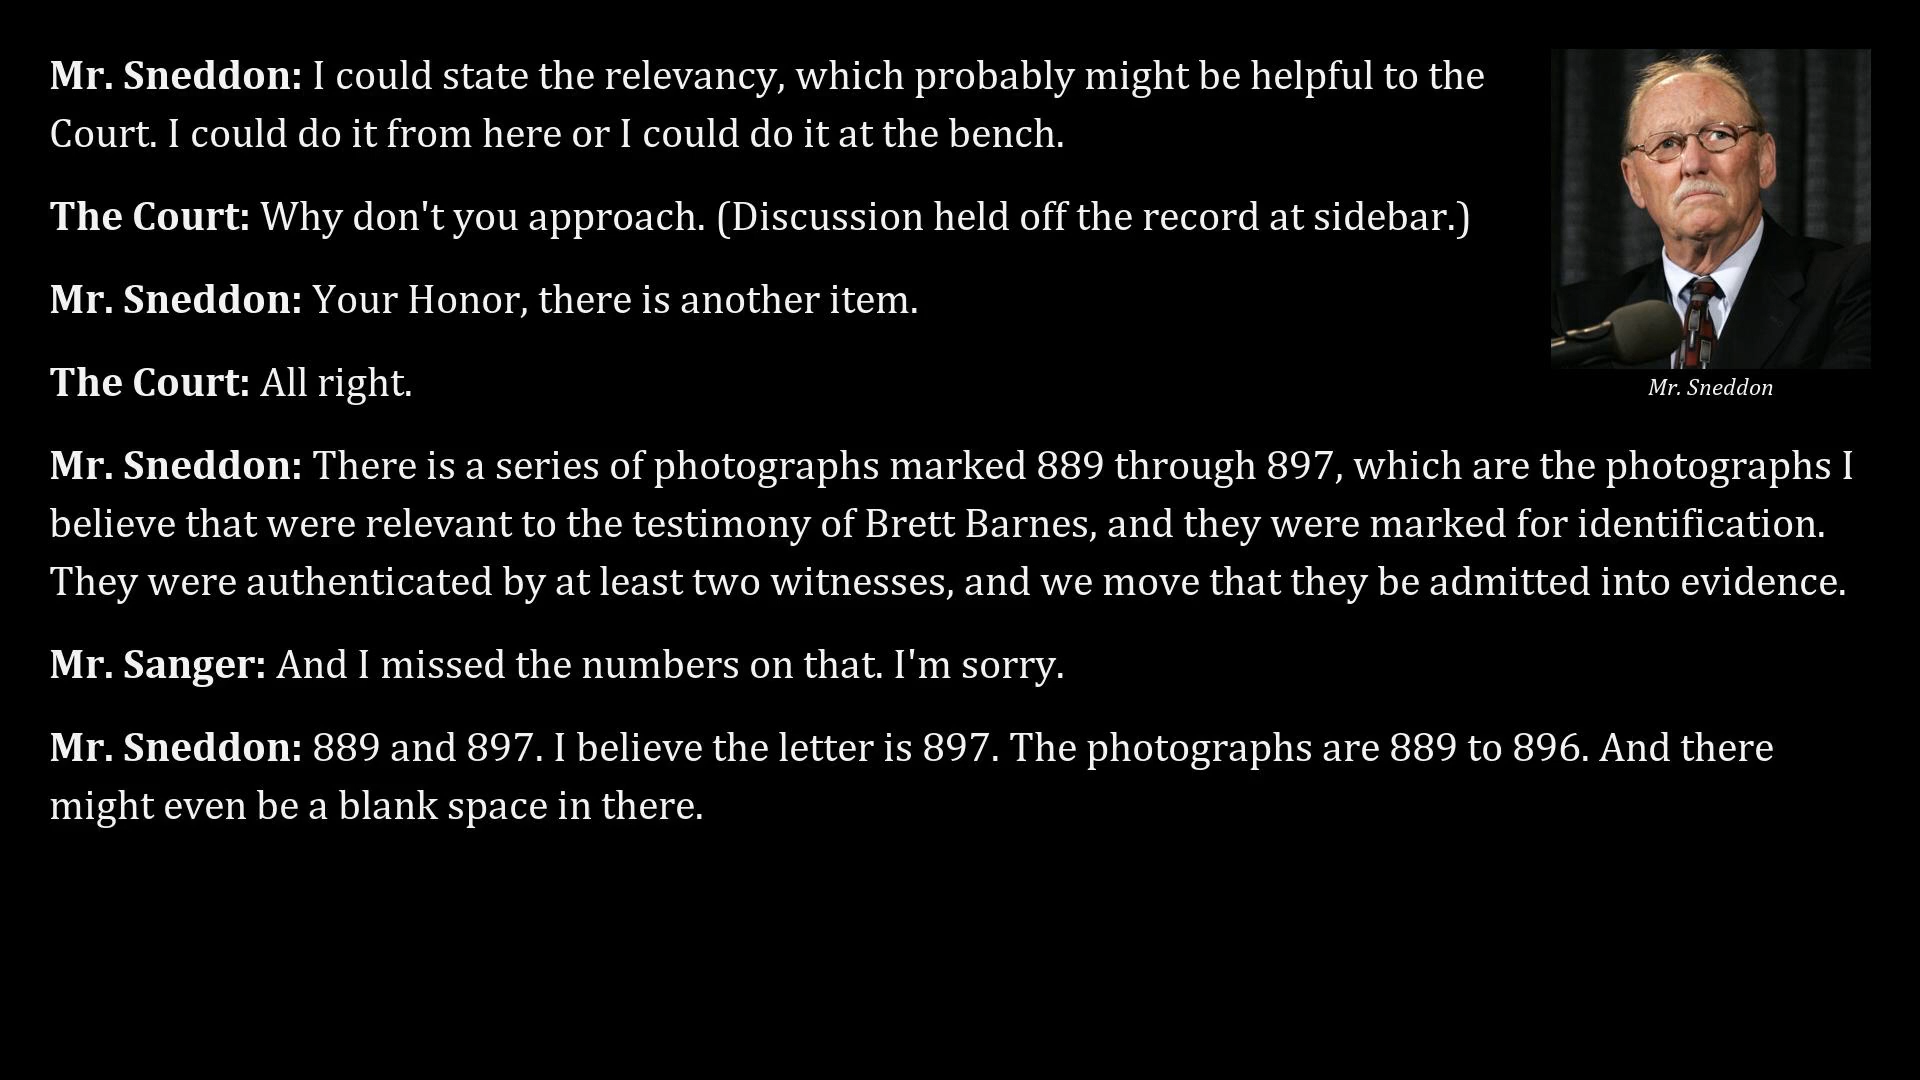 Mr. Sneddon: I could state the relevancy, which probably might be helpful to the
Court. I could do it from here or I could do it at the bench.
The Court: Why don't you approach. (Discussion held off the record at sidebar.)
Mr. Sneddon: Your Honor, there is another item.
The Court: All right.
Mr. Sneddon
Mr. Sneddon: There is a series of photographs marked 889 through 897, which are the photographs I
believe that were relevant to the testimony of Brett Barnes, and they were marked for identification.
They were authenticated by at least two witnesses, and we move that they be admitted into evidence.
Mr. Sanger: And I missed the numbers on that. I'm sorry.
Mr. Sneddon: 889 and 897. I believe the letter is 897. The photographs are 889 to 896. And there
might even be a blank space in there.